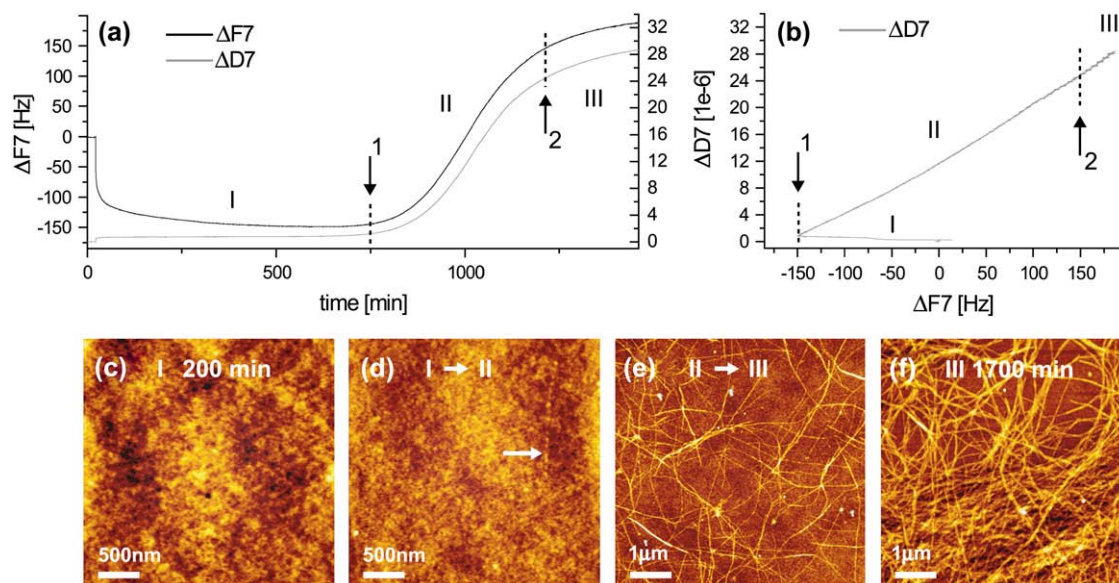 (a)
ΔF7
ΔD7
ΔF7 [Hz]
150
100
50
0
-50
-100
-150
32
28
24
20
16
12
8
4
0
ΔD7 [1e-6]
I
II
III
1
2
0
500
1000
time [min]
(b)
ΔD7
III
32
28
24
20
16
12
8
4
0
1
II
I
2
-150
-100
-50
0
50
100
150
ΔF7 [Hz]
(c) I 200 min
500nm
(d) I → II
500nm
(e) II → III
1μm
(f) III 1700 min
1μm